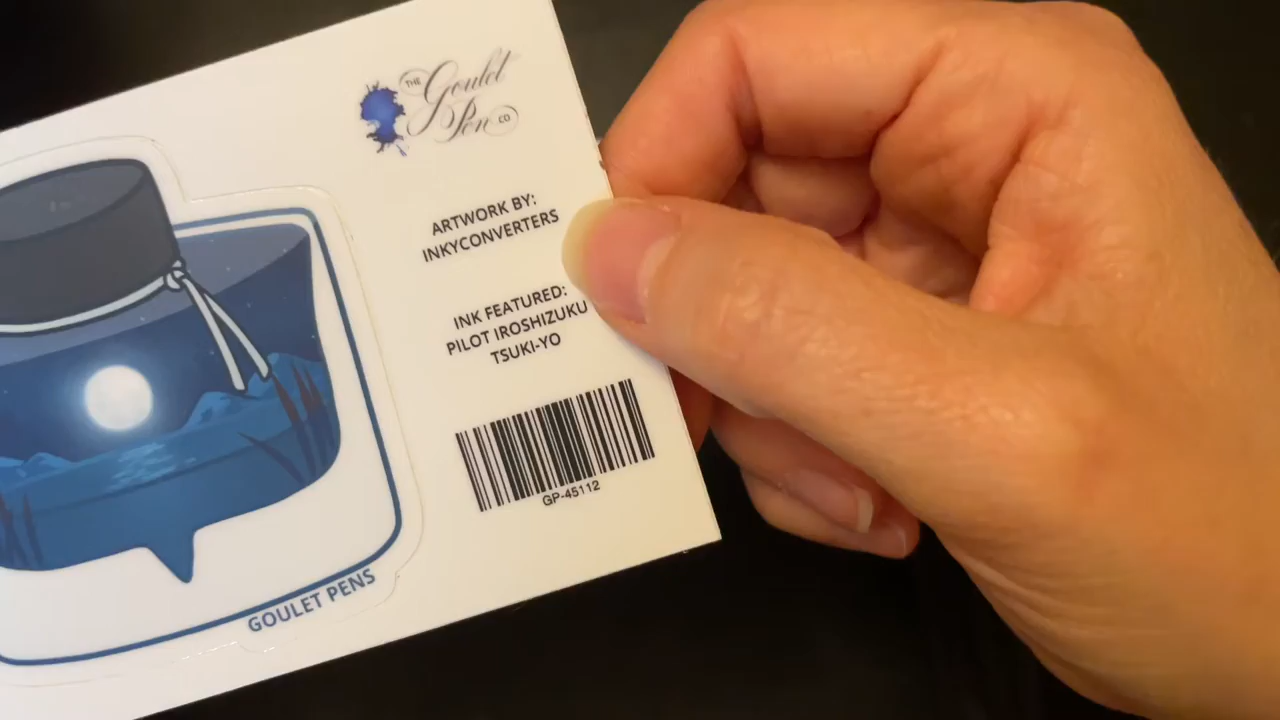 THE Goulet
Pen CO
ARTWORK BY:
INKYCONVERTERS
INK FEATURED:
PILOT IROSHIZUKU
TSUKI-YO
GP-45112
GOULET PENS